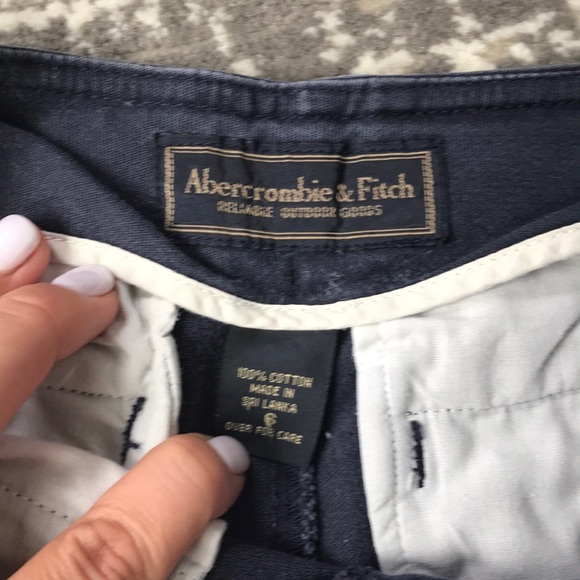 Abercrombie & Fitch
RELIABLE OUTDOOR GOODS
100% COTTON
MADE IN
SRI LANKA
6
OVER FOR CARE